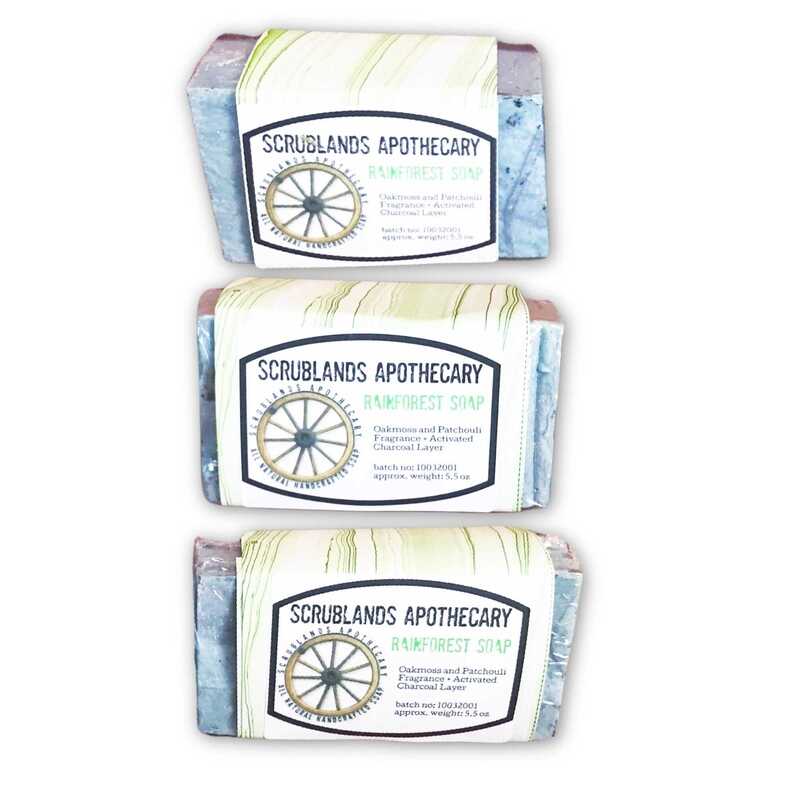 SCRUBLANDS APOTHECARY
RAINFOREST SOAP
SCRUBLANDS APOTHECARY
ALL NATURAL HANDCRAFTED SOAP
Oakmoss and Patchouli
Fragrance • Activated
Charcoal Layer
batch no: 10032001
approx. weight: 5.5 oz
SCRUBLANDS APOTHECARY
RAINFOREST SOAP
SCRUBLANDS APOTHECARY
ALL NATURAL HANDCRAFTED SOAP
Oakmoss and Patchouli
Fragrance • Activated
Charcoal Layer
batch no: 10032001
approx. weight: 5.5 oz
SCRUBLANDS APOTHECARY
RAINFOREST SOAP
SCRUBLANDS APOTHECARY
ALL NATURAL HANDCRAFTED SOAP
Oakmoss and Patchouli
Fragrance • Activated
Charcoal Layer
batch no: 10032001
approx. weight: 5.5 oz